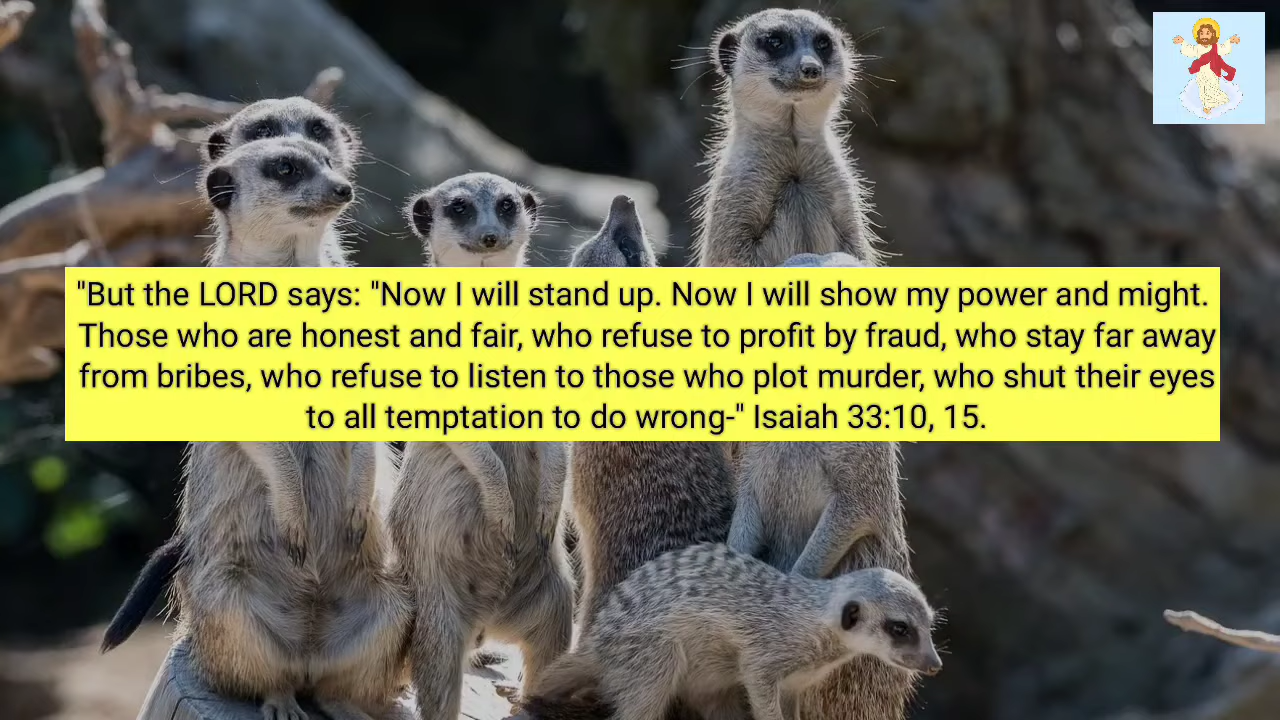 "But the LORD says: "Now I will stand up. Now I will show my power and might.
Those who are honest and fair, who refuse to profit by fraud, who stay far away
from bribes, who refuse to listen to those who plot murder, who shut their eyes
to all temptation to do wrong-" Isaiah 33:10, 15.